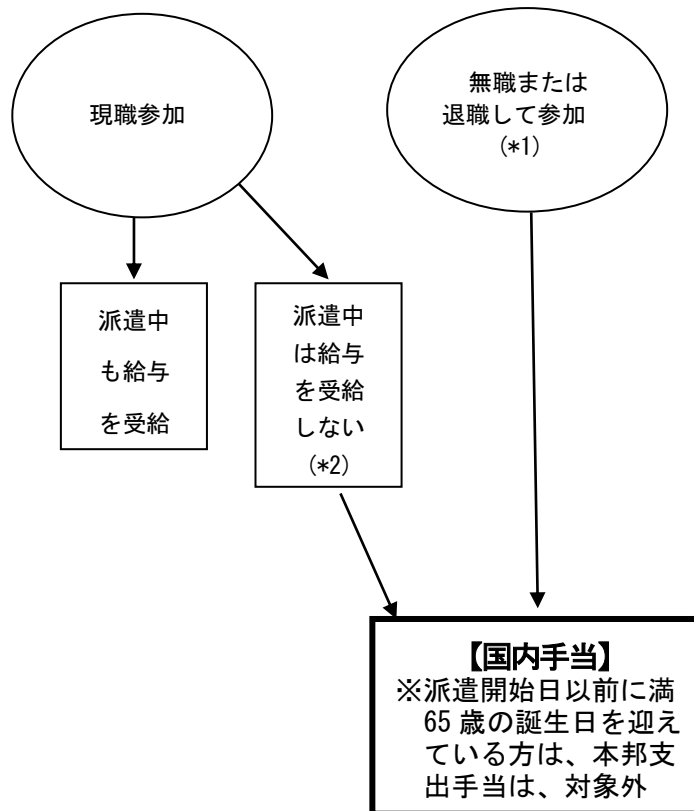 現職参加
無職または
退職して参加
(*1)
派遣中
も給与
を受給
派遣中
は給与
を受給
しない
(*2)
【国内手当】
※派遣開始日以前に満
65 歳の誕生日を迎え
ている方は、本邦支
出手当は、対象外